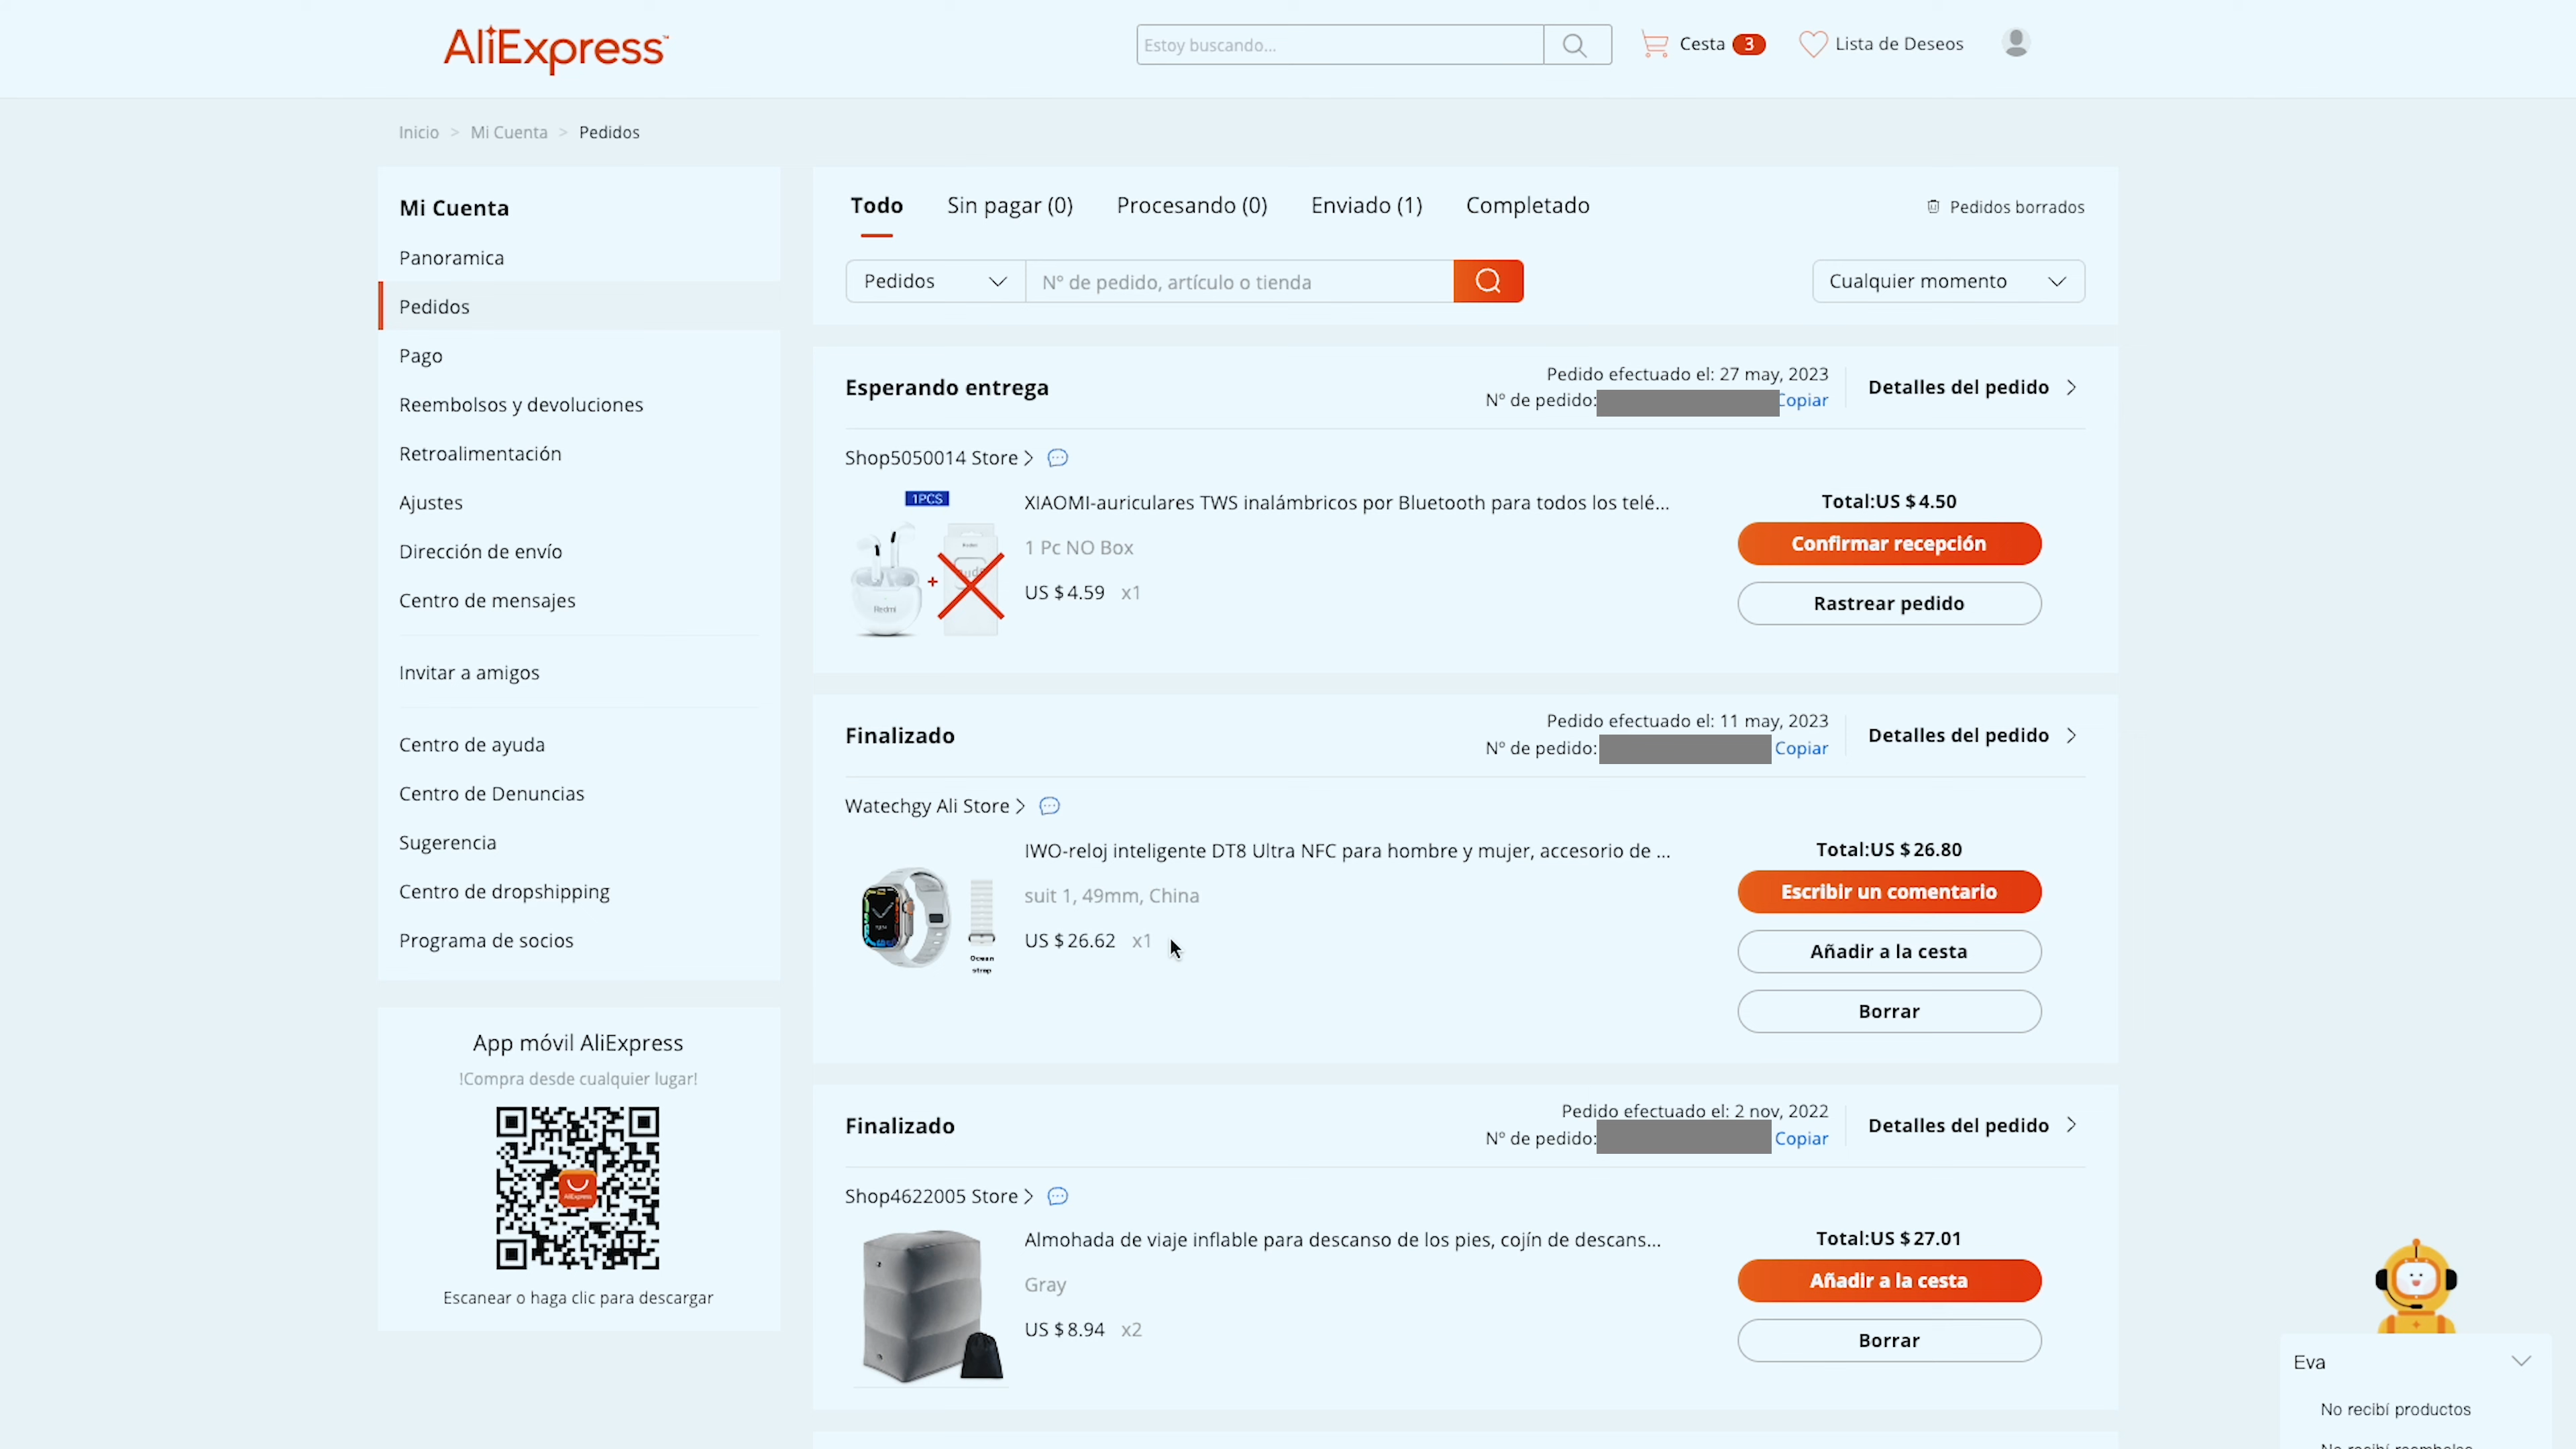 AliExpress™
Estoy buscando...
Cesta 3
Lista de Deseos
Inicio > Mi Cuenta > Pedidos
Mi Cuenta
Panoramica
Pedidos
Pago
Reembolsos y devoluciones
Retroalimentación
Ajustes
Dirección de envío
Centro de mensajes
Invitar a amigos
Centro de ayuda
Centro de Denuncias
Sugerencia
Centro de dropshipping
Programa de socios
App móvil AliExpress
!Compra desde cualquier lugar!
AliExpress
Escanear o haga clic para descargar
Todo Sin pagar (0) Procesando (0) Enviado (1) Completado
Pedidos borrados
Pedidos
N° de pedido, artículo o tienda
Cualquier momento
Esperando entrega
Pedido efectuado el: 27 may, 2023
N° de pedido: Copiar
Detalles del pedido >
Shop5050014 Store >
1PCS
Redmi
XIAOMI-auriculares TWS inalámbricos por Bluetooth para todos los telé...
1 Pc NO Box
US $4.59 x1
Total:US $4.50
Confirmar recepción
Rastrear pedido
Finalizado
Pedido efectuado el: 11 may, 2023
N° de pedido: Copiar
Detalles del pedido >
Watechgy Ali Store >
Ocean
strap
IWO-reloj inteligente DT8 Ultra NFC para hombre y mujer, accesorio de ...
suit 1, 49mm, China
US $26.62 x1
Total:US $26.80
Escribir un comentario
Añadir a la cesta
Borrar
Finalizado
Pedido efectuado el: 2 nov, 2022
N° de pedido: Copiar
Detalles del pedido >
Shop4622005 Store >
Almohada de viaje inflable para descanso de los pies, cojín de descans...
Gray
US $8.94 x2
Total:US $27.01
Añadir a la cesta
Borrar
Eva
No recibí productos